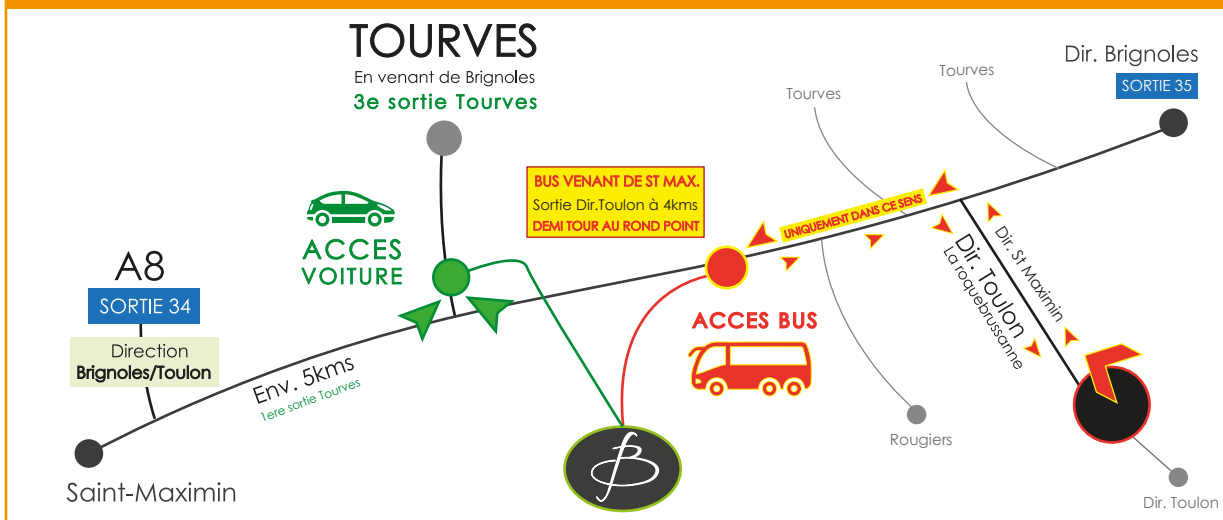 TOURVES
En venant de Brignoles
3e sortie Tourves
Dir. Brignoles
SORTIE 35
Tourves
Tourves
BUS VENANT DE ST MAX.
Sortie Dir.Toulon à 4kms
DEMI TOUR AU ROND POINT
UNIQUEMENT DANS CE SENS
ACCES
VOITURE
A8
SORTIE 34
Direction
Brignoles/Toulon
Env. 5kms
1ere sortie Tourves
Saint-Maximin
ACCES BUS
Dir. Toulon
La roquebrussanne
Dir. St Maximin
Rougiers
Dir. Toulon
B